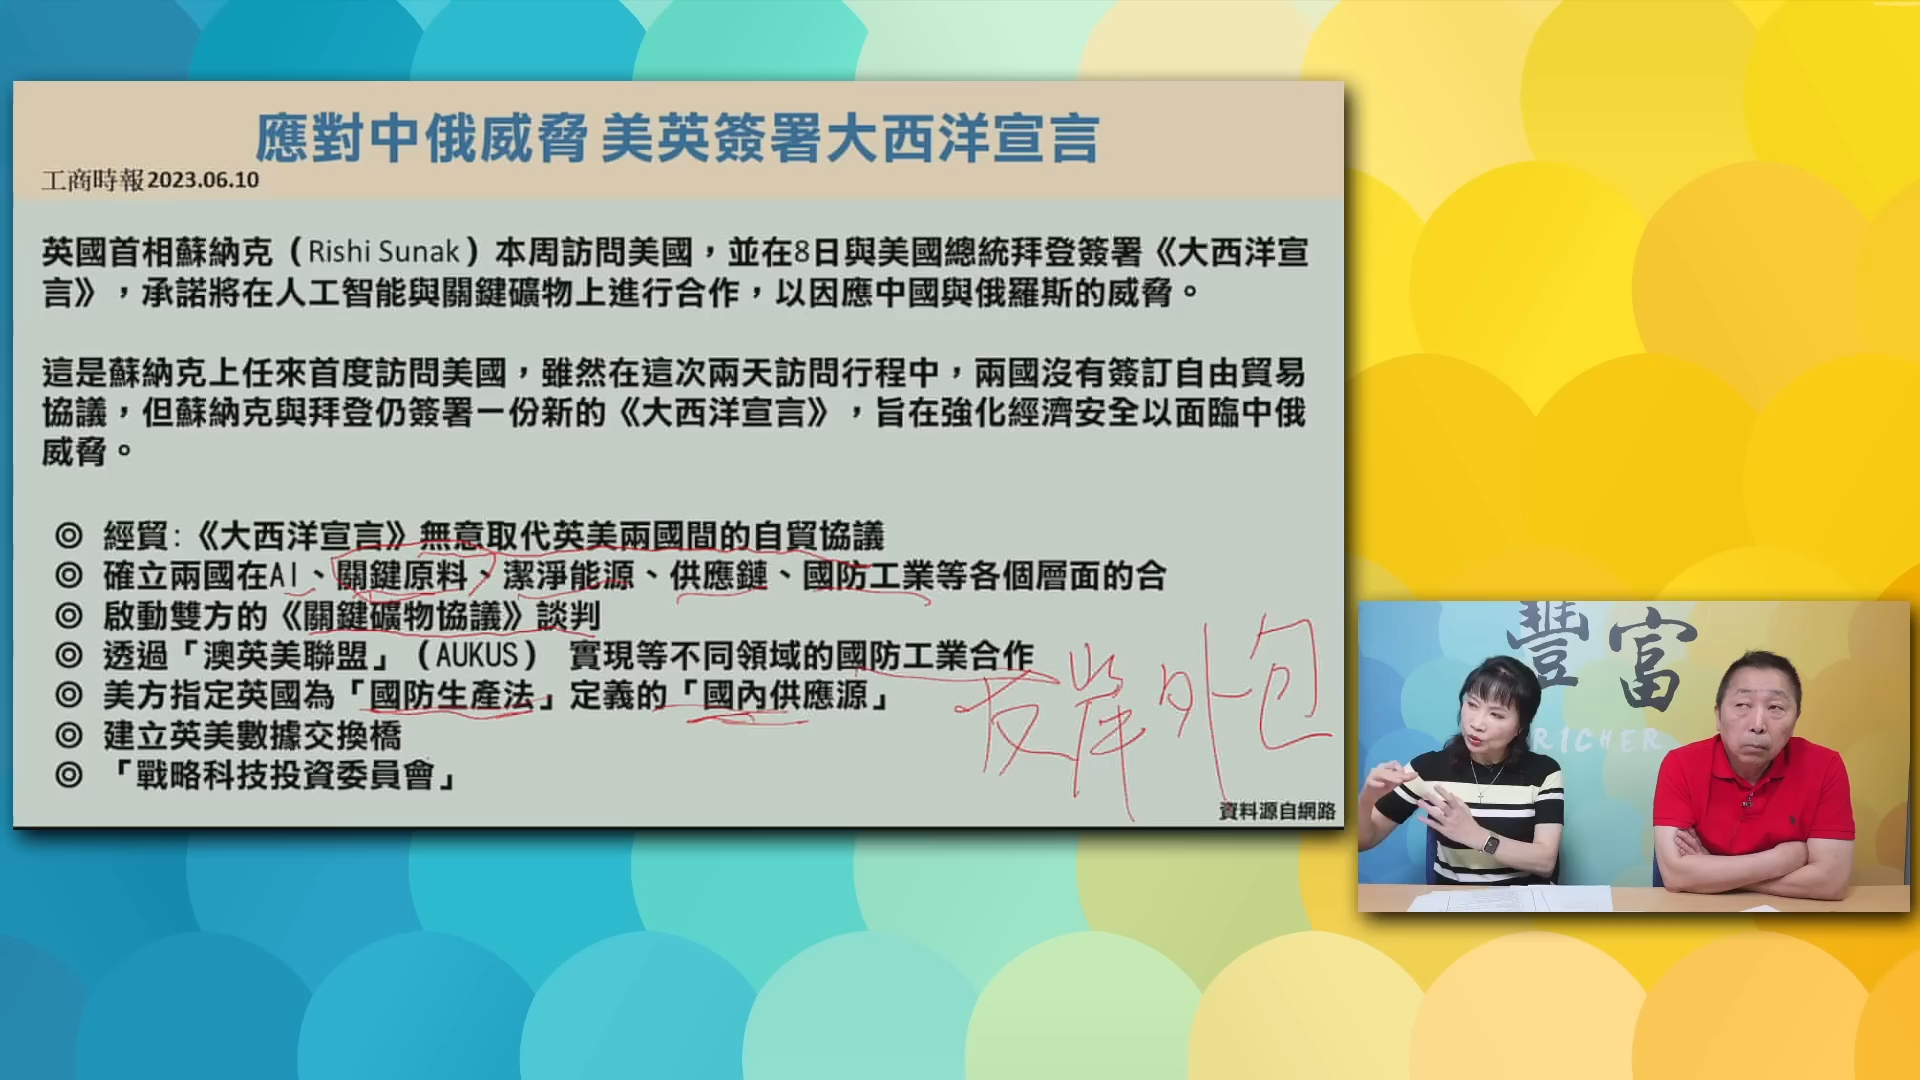 應對中俄威脅 美英簽署大西洋宣言
工商時報2023.06.10
英國首相蘇納克（Rishi Sunak）本周訪問美國，並在8日與美國總統拜登簽署《大西洋宣
言》，承諾將在人工智能與關鍵礦物上進行合作，以因應中國與俄羅斯的威脅。
這是蘇納克上任來首度訪問美國，雖然在這次兩天訪問行程中，兩國沒有簽訂自由貿易
協議，但蘇納克與拜登仍簽署一份新的《大西洋宣言》，旨在強化經濟安全以面臨中俄
威脅。
◎ 經貿:《大西洋宣言》無意取代英美兩國間的自貿協議
◎ 確立兩國在AI、關鍵原料、潔淨能源、供應鏈、國防工業等各個層面的合
◎ 啟動雙方的《關鍵礦物協議》談判
◎ 透過「澳英美聯盟」（AUKUS） 實現等不同領域的國防工業合作
◎ 美方指定英國為「國防生產法」定義的「國內供應源」
◎ 建立英美數據交換橋
◎ 「戰略科技投資委員會」
友岸外包
資料源自網路
豐富
RICHER